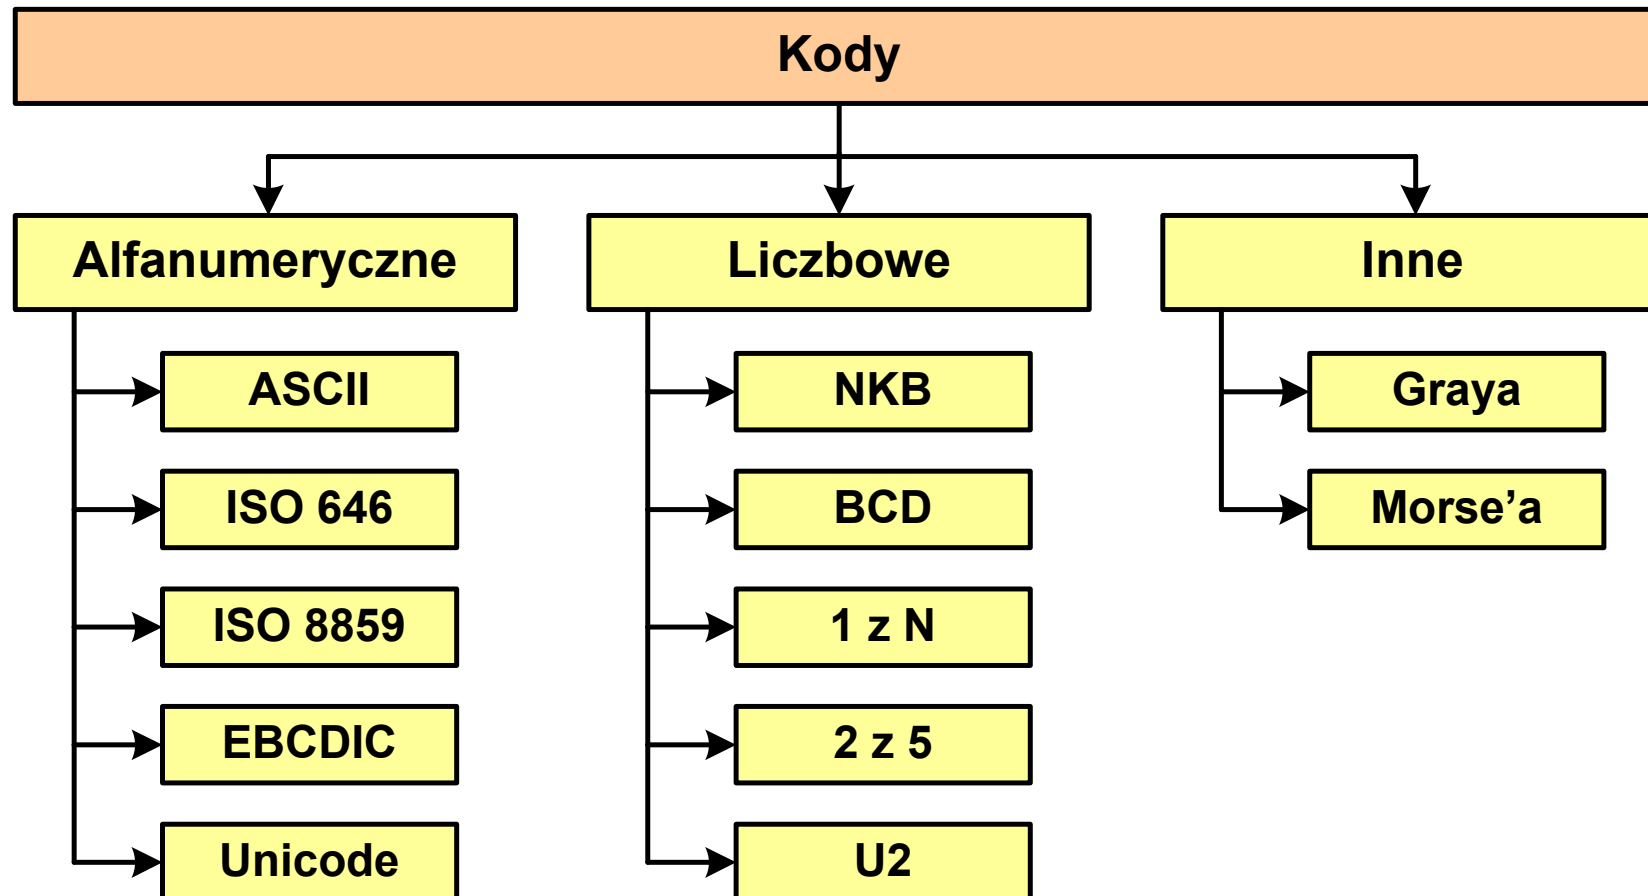 Kody
Alfanumeryczne
ASCII
ISO 646
ISO 8859
EBCDIC
Unicode
Liczbowe
NKB
BCD
1 z N
2 z 5
U2
Inne
Graya
Morse’a